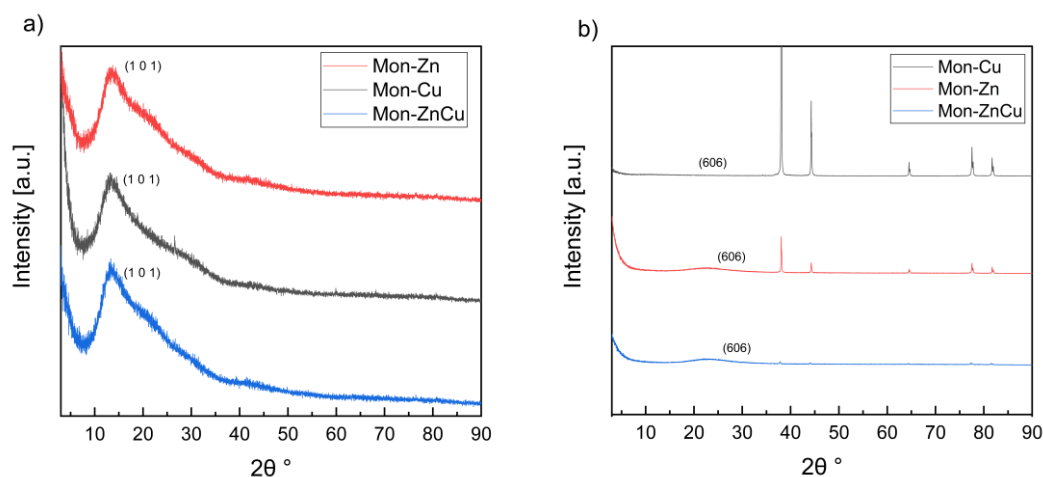 a)
Intensity [a.u.]
(1 0 1)
(1 0 1)
(1 0 1)
Mon-Zn
Mon-Cu
Mon-ZnCu
10 20 30 40 50 60 70 80 90
2θ °
b)
Intensity [a.u.]
Mon-Cu
Mon-Zn
Mon-ZnCu
(606)
(606)
(606)
10 20 30 40 50 60 70 80 90
2θ °